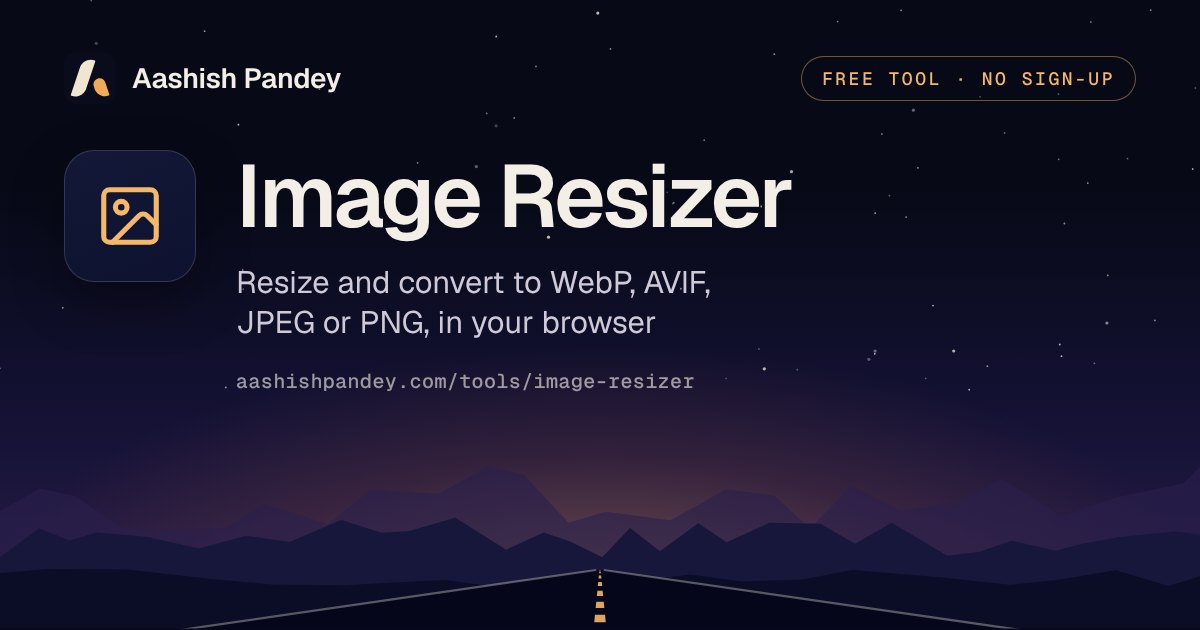 Aashish Pandey
FREE TOOL · NO SIGN-UP
Image Resizer
Resize and convert to WebP, AVIF,
JPEG or PNG, in your browser
aashishpandey.com/tools/image-resizer